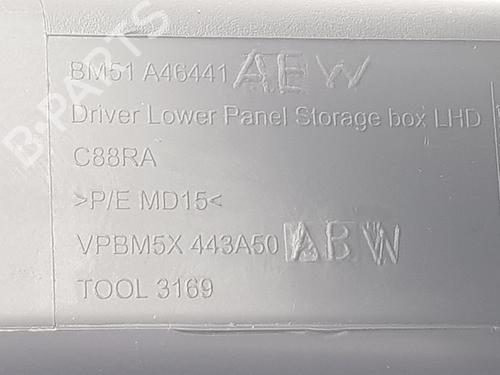 BM51 A46441 AEW
Driver Lower Panel Storage box LHD
C88RA
>P/E MD15<
VPBM5X 443A50 ABW
TOOL 3169
B-PARTS